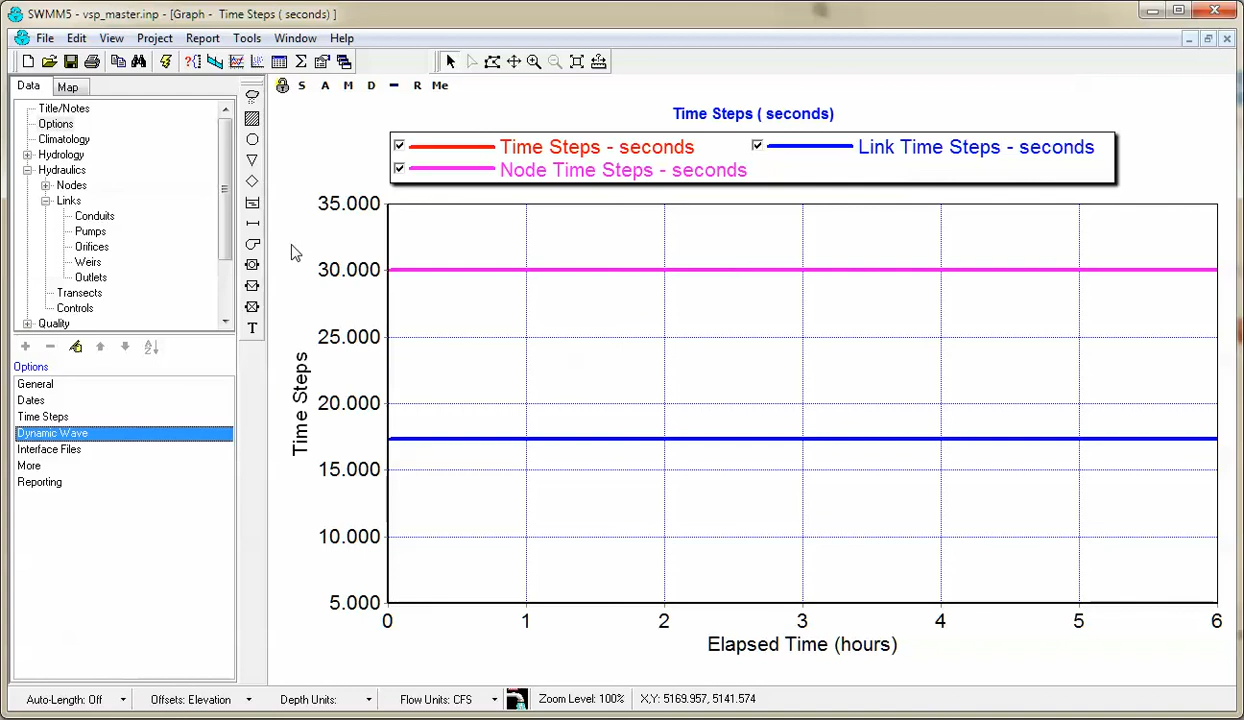 SWMM5 - vsp_master.inp - [Graph - Time Steps ( seconds) ]
File Edit View Project Report Tools Window Help
Data Map
S A M D R Me
Title/Notes
Options
Climatology
Hydrology
Hydraulics
Nodes
Links
Conduits
Pumps
Orifices
Weirs
Outlets
Transects
Controls
Quality
T
Options
General
Dates
Time Steps
Dynamic Wave
Interface Files
More
Reporting
Time Steps ( seconds)
Time Steps - seconds Link Time Steps - seconds
Node Time Steps - seconds
35.000
30.000
25.000
20.000
15.000
10.000
5.000
Time Steps
0 1 2 3 4 5 6
Elapsed Time (hours)
Auto-Length: Off Offsets: Elevation Depth Units: Flow Units: CFS Zoom Level: 100% X,Y: 5169.957, 5141.574